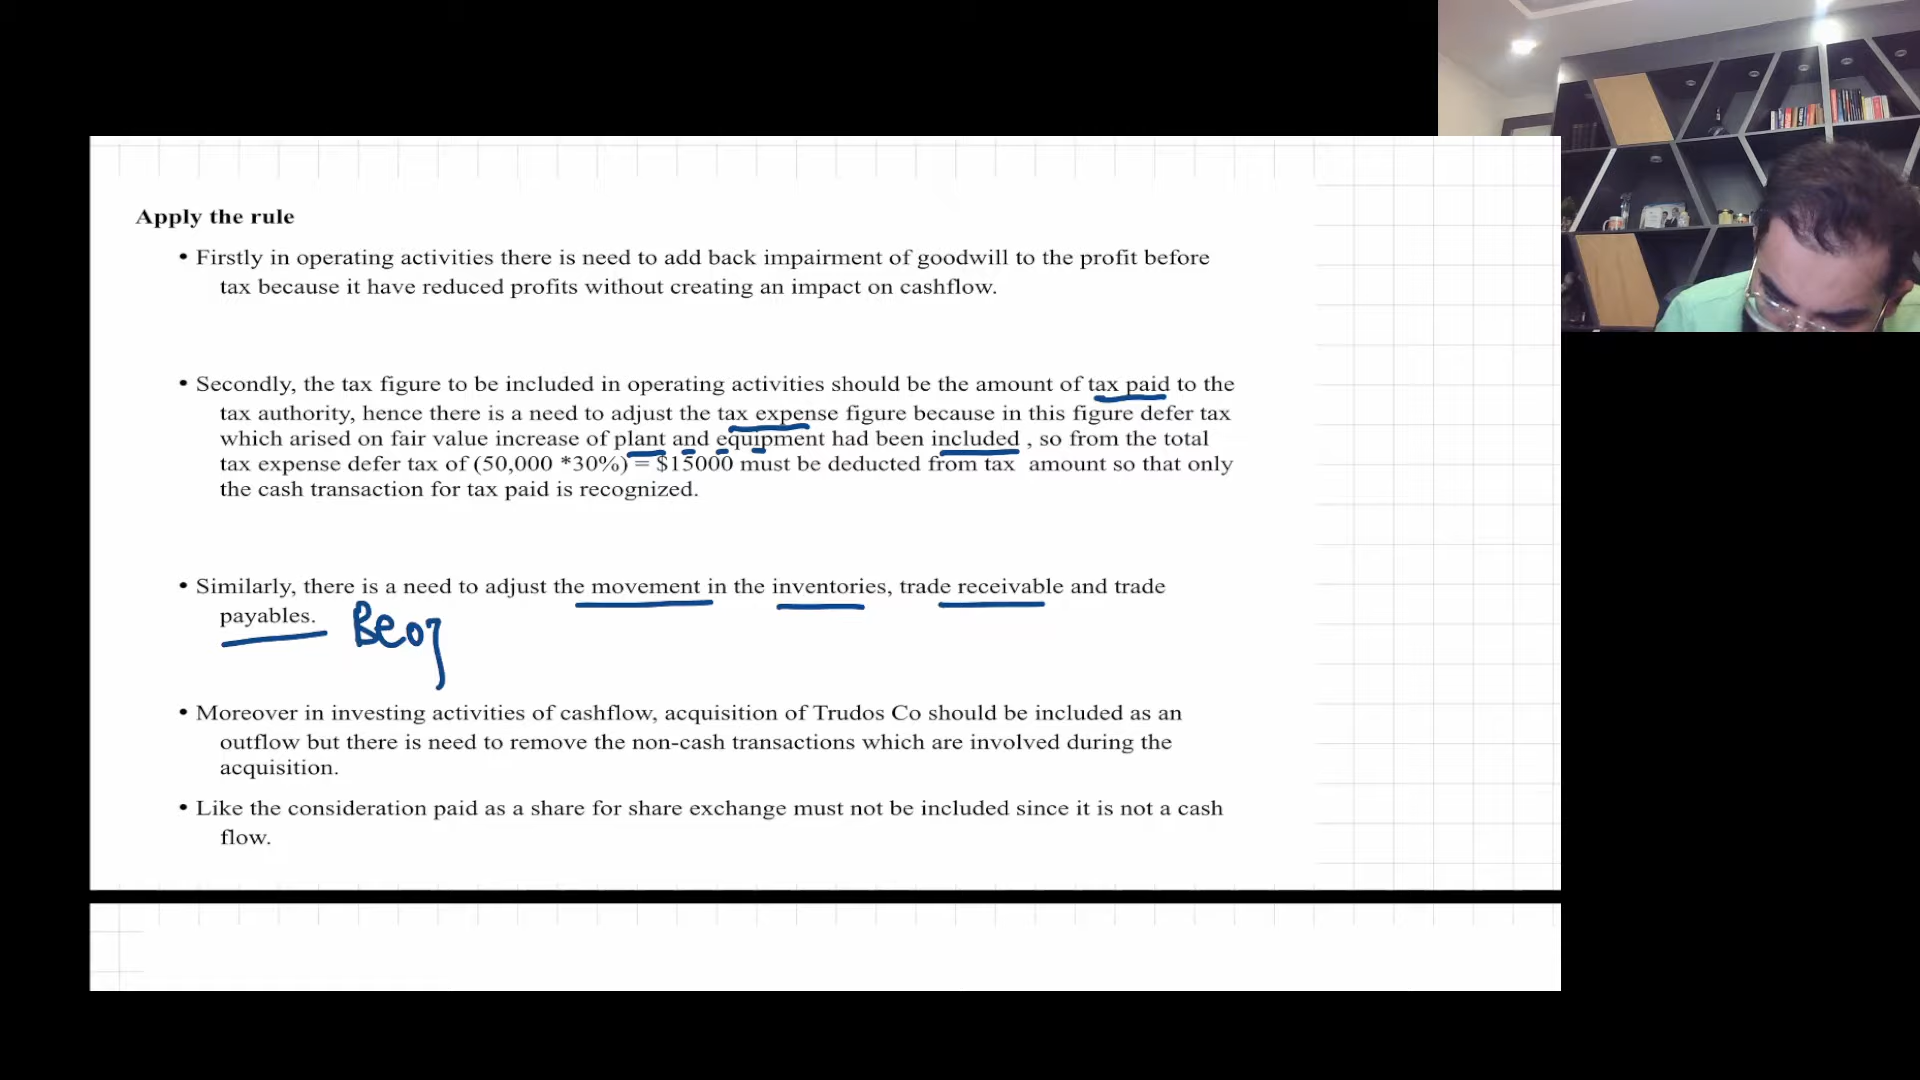 Apply the rule
• Firstly in operating activities there is need to add back impairment of goodwill to the profit before
tax because it have reduced profits without creating an impact on cashflow.
• Secondly, the tax figure to be included in operating activities should be the amount of tax paid to the
tax authority, hence there is a need to adjust the tax expense figure because in this figure defer tax
which arised on fair value increase of plant and equipment had been included , so from the total
tax expense defer tax of (50,000 *30%) = $15000 must be deducted from tax amount so that only
the cash transaction for tax paid is recognized.
• Similarly, there is a need to adjust the movement in the inventories, trade receivable and trade
payables.
• Moreover in investing activities of cashflow, acquisition of Trudos Co should be included as an
outflow but there is need to remove the non-cash transactions which are involved during the
acquisition.
• Like the consideration paid as a share for share exchange must not be included since it is not a cash
flow.